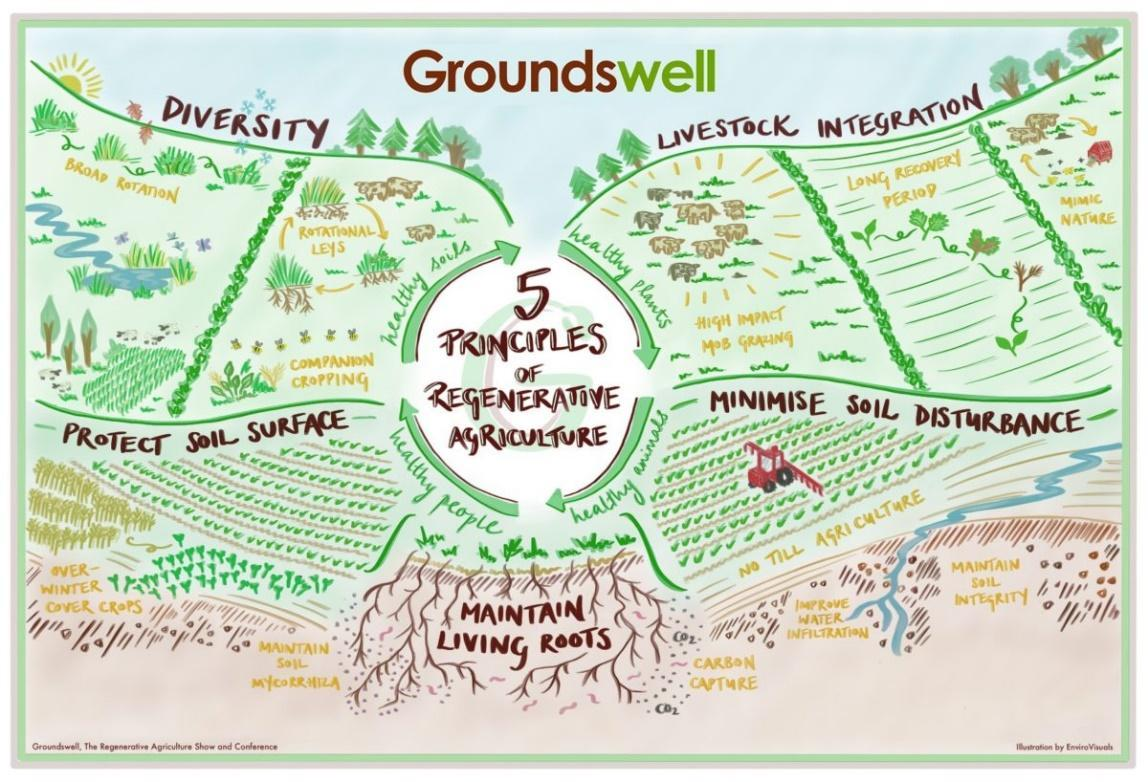 Groundswell
DIVERSITY
BROAD ROTATION
ROTATIONAL
LEYS
COMPANION
CROPPING
LIVESTOCK INTEGRATION
HIGH IMPACT
MOB GRAZING
LONG RECOVERY
PERIOD
MIMIC
NATURE
healthy soils
healthy plants
healthy animals
healthy people
5
PRINCIPLES
OF
REGENERATIVE
AGRICULTURE
PROTECT SOIL SURFACE
OVER-
WINTER
COVER CROPS
MAINTAIN
SOIL
MYCORRHIZA
MAINTAIN
LIVING ROOTS
CO2
CARBON
CAPTURE
CO2
MINIMISE SOIL DISTURBANCE
NO TILL AGRICULTURE
IMPROVE
WATER
INFILTRATION
MAINTAIN
SOIL
INTEGRITY
Groundswell, The Regenerative Agriculture Show and Conference
Illustration by EnviroVisuals